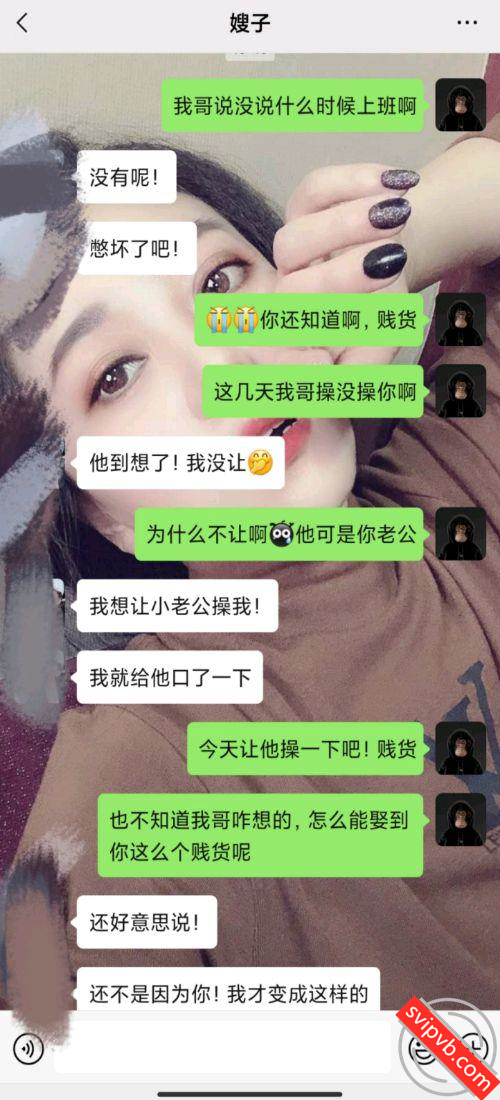 嫂子
我哥说没说什么时候上班啊
没有呢！
憋坏了吧！
😭😭你还知道啊，贱货
这几天我哥操没操你啊
他到想了！我没让🤭
为什么不让啊他可是你老公
我想让小老公操我！
我就给他口了一下
今天让他操一下吧！贱货
也不知道我哥咋想的，怎么能娶到
你这么个贱货呢
还好意思说！
还不是因为你！我才变成这样的
svipvb.com